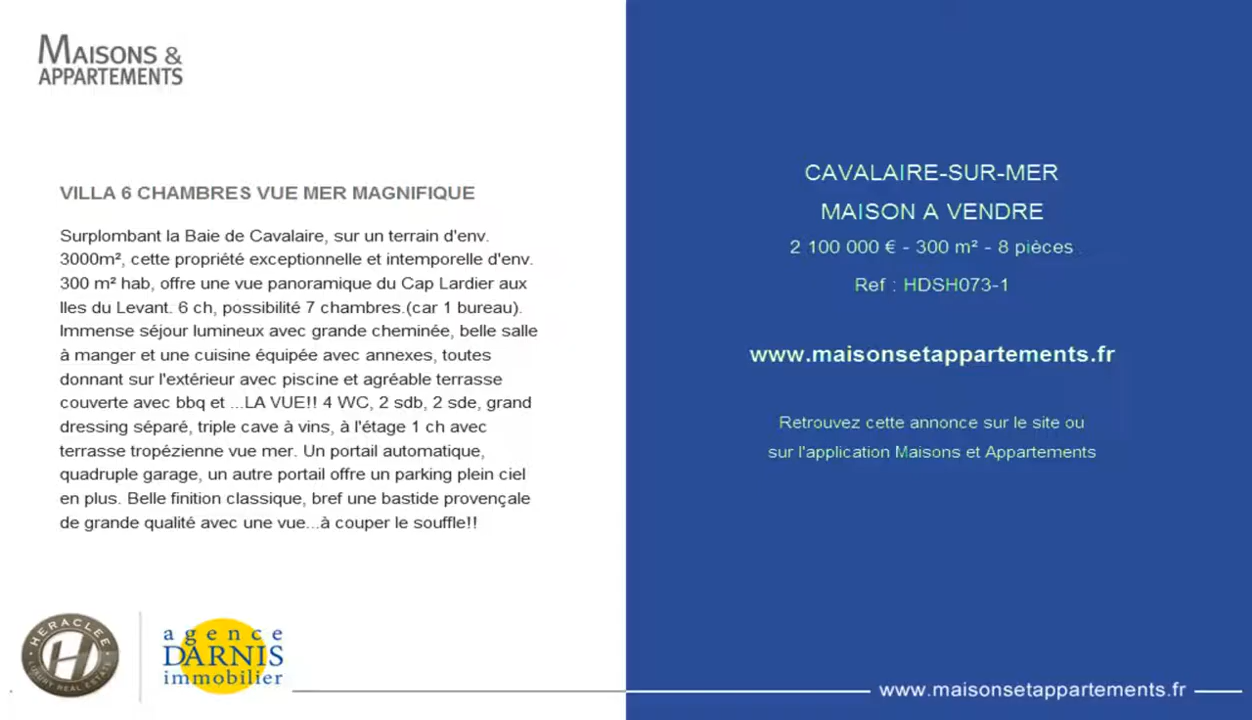 MAISONS &
APPARTEMENTS
VILLA 6 CHAMBRES VUE MER MAGNIFIQUE
Surplombant la Baie de Cavalaire, sur un terrain d'env.
3000m², cette propriété exceptionnelle et intemporelle d'env.
300 m² hab, offre une vue panoramique du Cap Lardier aux
Iles du Levant. 6 ch, possibilité 7 chambres.(car 1 bureau).
Immense séjour lumineux avec grande cheminée, belle salle
à manger et une cuisine équipée avec annexes, toutes
donnant sur l'extérieur avec piscine et agréable terrasse
couverte avec bbq et ...LA VUE!! 4 WC, 2 sdb, 2 sde, grand
dressing séparé, triple cave à vins, à l'étage 1 ch avec
terrasse tropézienne vue mer. Un portail automatique,
quadruple garage, un autre portail offre un parking plein ciel
en plus. Belle finition classique, bref une bastide provençale
de grande qualité avec une vue...à couper le souffle!!
HERACLEE
H
LUXURY REAL ESTATE
agence
DARNIS
immobilier
CAVALAIRE-SUR-MER
MAISON A VENDRE
2 100 000 € - 300 m² - 8 pièces .
Ref : HDSH073-1
www.maisonsetappartements.fr
Retrouvez cette annonce sur le site ou
sur l'application Maisons et Appartements
www.maisonsetappartements.fr